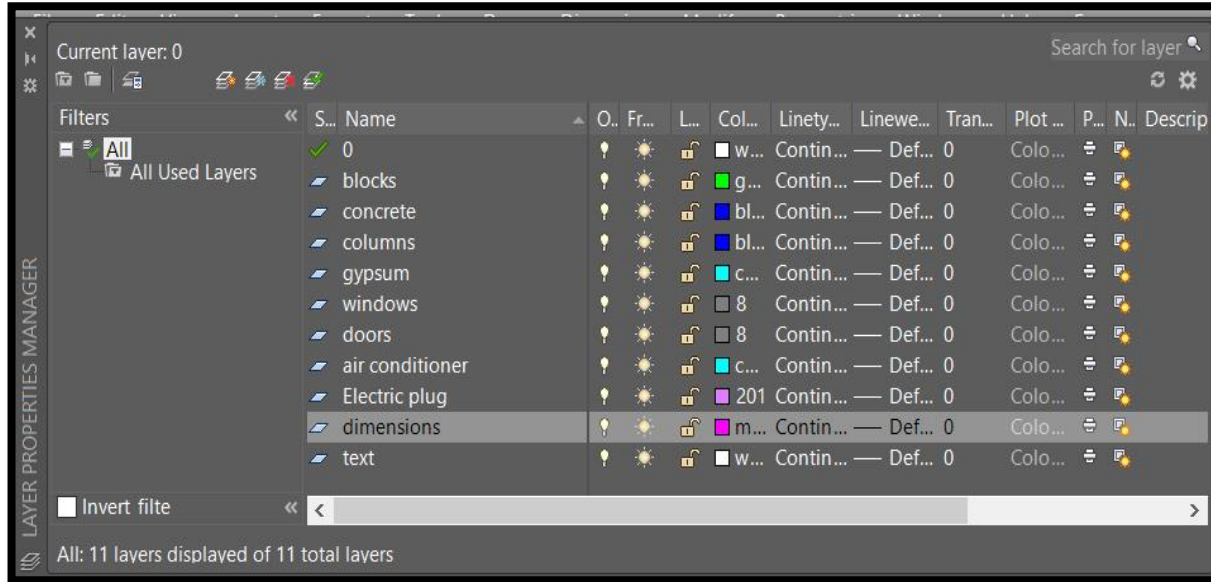 Current layer: 0
Search for layer
Filters
All
All Used Layers
Invert filte
S... Name O.. Fr... L... Col... Linety... Linewe... Tran... Plot ... P... N.. Descrip
0 w... Contin... Def... 0 Colo...
blocks g... Contin... Def... 0 Colo...
concrete bl... Contin... Def... 0 Colo...
columns bl... Contin... Def... 0 Colo...
gypsum c... Contin... Def... 0 Colo...
windows 8 Contin... Def... 0 Colo...
doors 8 Contin... Def... 0 Colo...
air conditioner c... Contin... Def... 0 Colo...
Electric plug 201 Contin... Def... 0 Colo...
dimensions m... Contin... Def... 0 Colo...
text w... Contin... Def... 0 Colo...
All: 11 layers displayed of 11 total layers
LAYER PROPERTIES MANAGER